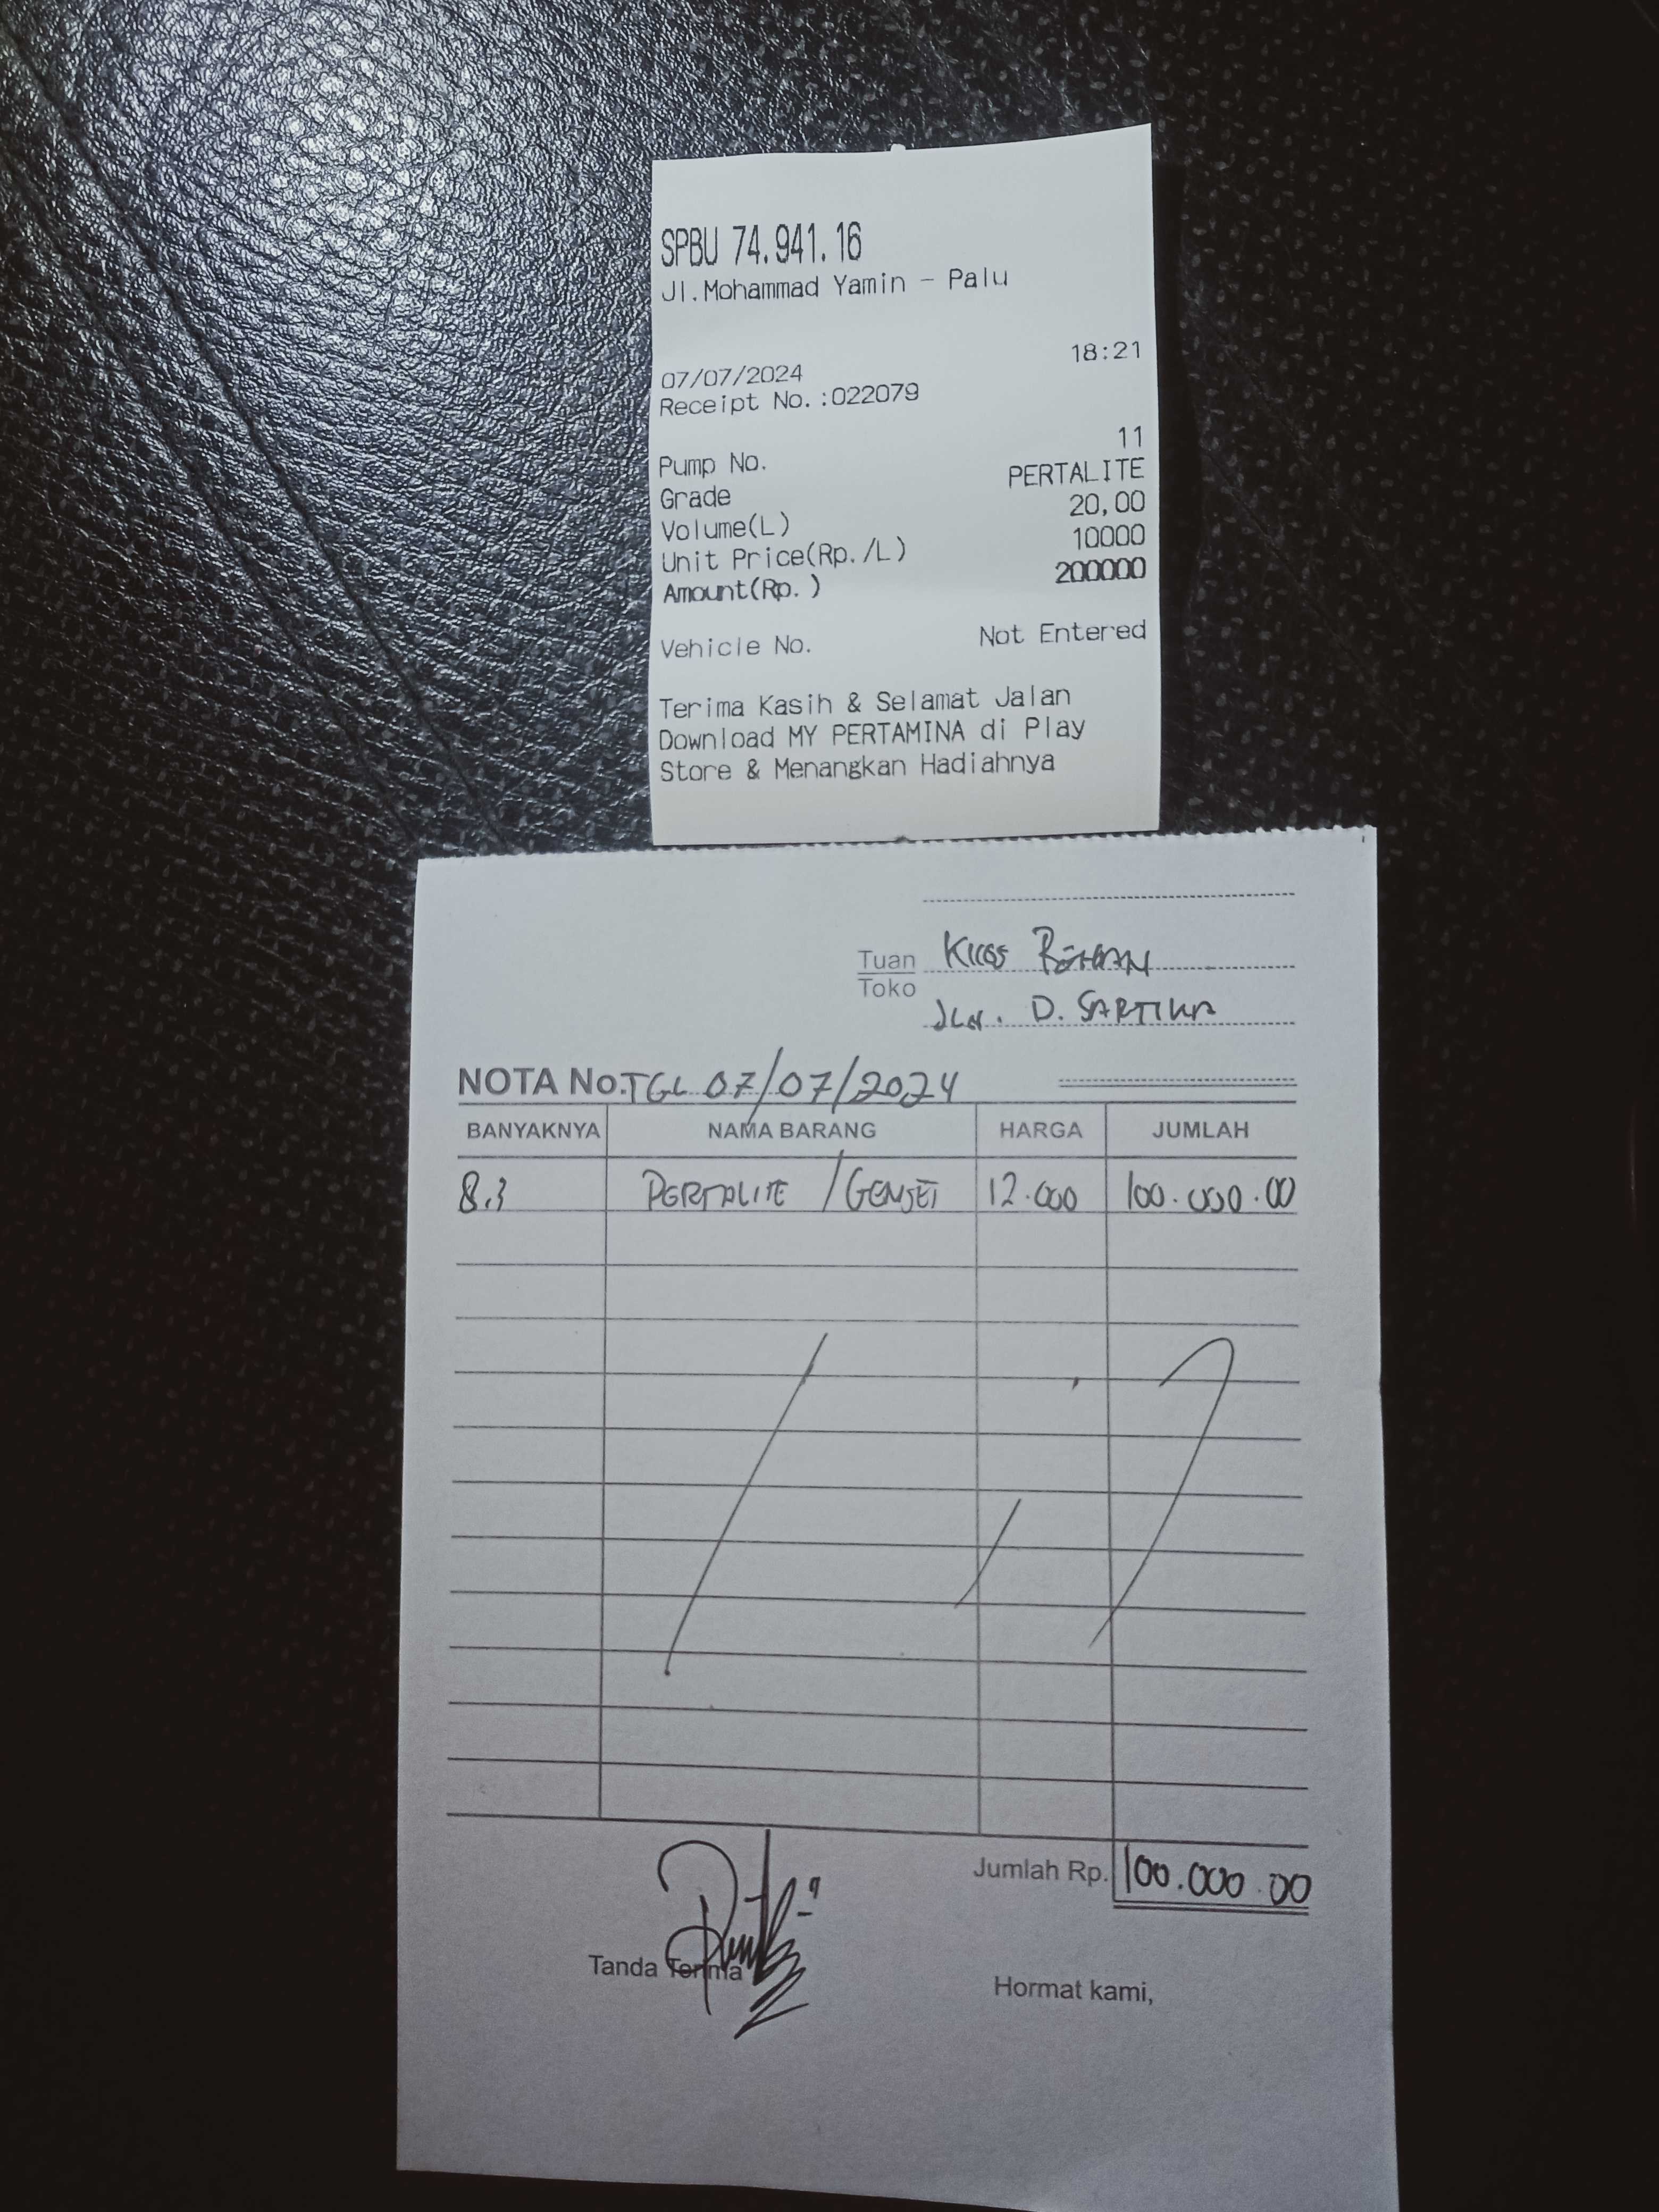 SPBU 74.941.16
Jl.Mohammad Yamin - Palu
18:21
07/07/2024
Receipt No.:022079
Pump No. 11
Grade PERTALITE
Volume(L) 20,00
Unit Price(Rp./L) 10000
Amount(Rp.) 200000
Vehicle No. Not Entered
Terima Kasih & Selamat Jalan
Download MY PERTAMINA di Play
Store & Menangkan Hadiahnya
Tuan KIOS
Toko
JLN. D. SARTIKA
NOTA No. TGL 07/07/2024
BANYAKNYA NAMA BARANG HARGA JUMLAH
8.3 PERTALITE / GENSET 12.000 100.000.00
Jumlah Rp. 100.000.00
Tanda Terima
Hormat kami,